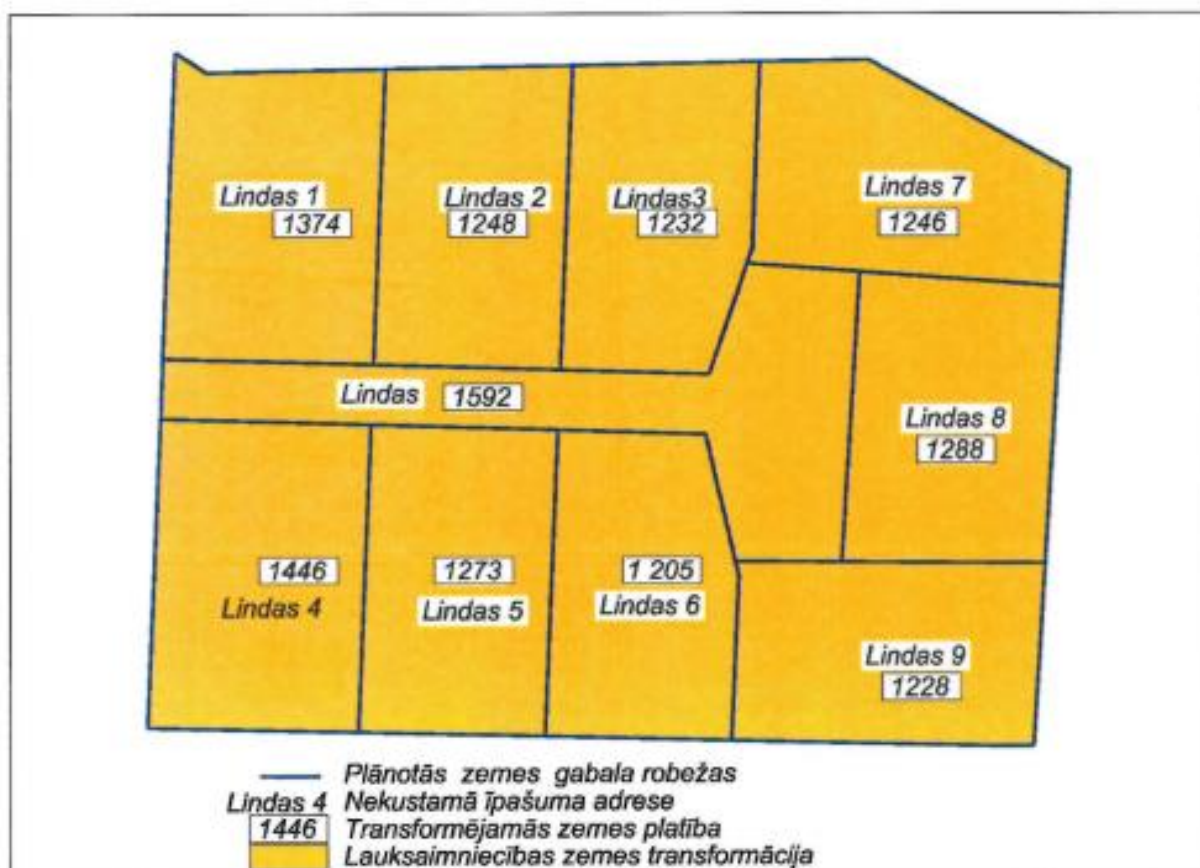 Lindas 1
1374
Lindas 2
1248
Lindas3
1232
Lindas 7
1246
Lindas 1592
Lindas 8
1288
1446
Lindas 4
1273
Lindas 5
1 205
Lindas 6
Lindas 9
1228
Plānotās zemes gabala robežas
Lindas 4 Nekustamā īpašuma adrese
1446 Transformējamās zemes platība
Lauksaimniecības zemes transformācija